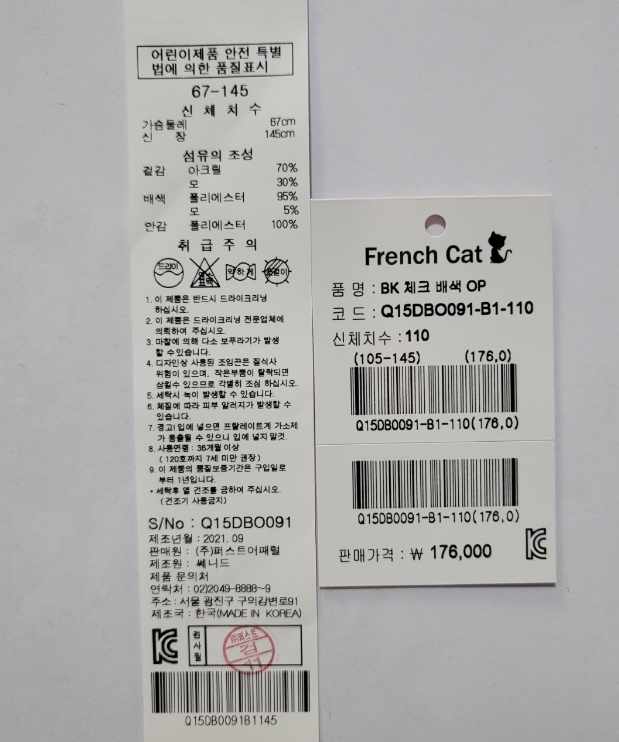 어린이제품 안전 특별
법에 의한 품질표시
67-145
신 체 치 수
가슴둘레 67cm
신 장 145cm
섬유의 조성
겉감 아크릴 70%
모 30%
배색 폴리에스터 95%
모 5%
안감 폴리에스터 100%
취 급 주 의
드라이
약하게
1. 이 제품은 반드시 드라이크리닝
하십시오.
2. 이 제품은 드라이크리닝 전문업체에
의뢰하여 주십시오.
3. 마찰에 의해 다소 보푸라기가 발생
할 수 있습니다.
4. 디자인상 사용된 조임끈은 질식사
위험이 있으며, 작은부품이 탈락되면
삼킬수 있으므로 각별히 조심 하십시오.
5. 세탁시 녹이 발생할 수 있습니다.
6. 체질에 따라 피부 알러지가 발생할 수
있습니다.
7. 경고! 입에 넣으면 프탈레이트계 가소제
가 용출될 수 있으니 입에 넣지 말것.
8. 사용연령 : 36개월 이상
(120호까지 7세 미만 권장)
9. 이 제품의 품질보증기간은 구입일로
부터 1년입니다.
* 세탁후 열 건조를 금하여 주십시오.
(건조기 사용금지)
S/No : Q15DBO091
제조년월 : 2021. 09
판매원 : (주)퍼스트어패럴
제조원 : 쎄니드
제품 문의처
연락처 : 02)2049-8888~9
주소 : 서울 광진구 구의강변로91
제조국 : 한국(MADE IN KOREA)
검사필
㈜퍼스트
검
11
Q15DB0091B1145
French Cat
품 명 : BK 체크 배색 OP
코 드 : Q15DBO091-B1-110
신체치수 : 110
(105-145) (176,0)
Q15DB0091-B1-110(176,0)
Q15DB0091-B1-110(176,0)
판매가격 : ₩ 176,000